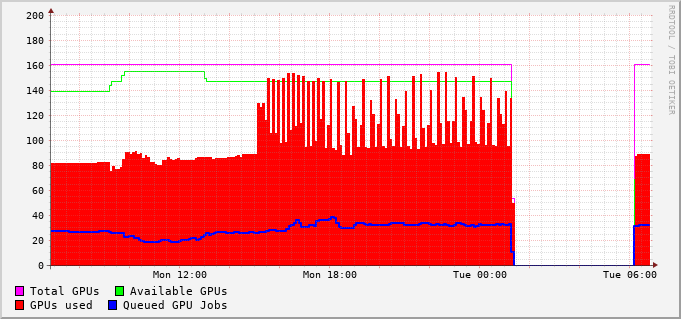 200
180
160
140
120
100
80
60
40
20
0
Mon 12:00 Mon 18:00 Tue 00:00 Tue 06:00
Total GPUs Available GPUs
GPUs used Queued GPU Jobs
RRDTOOL / TOBI OETIKER